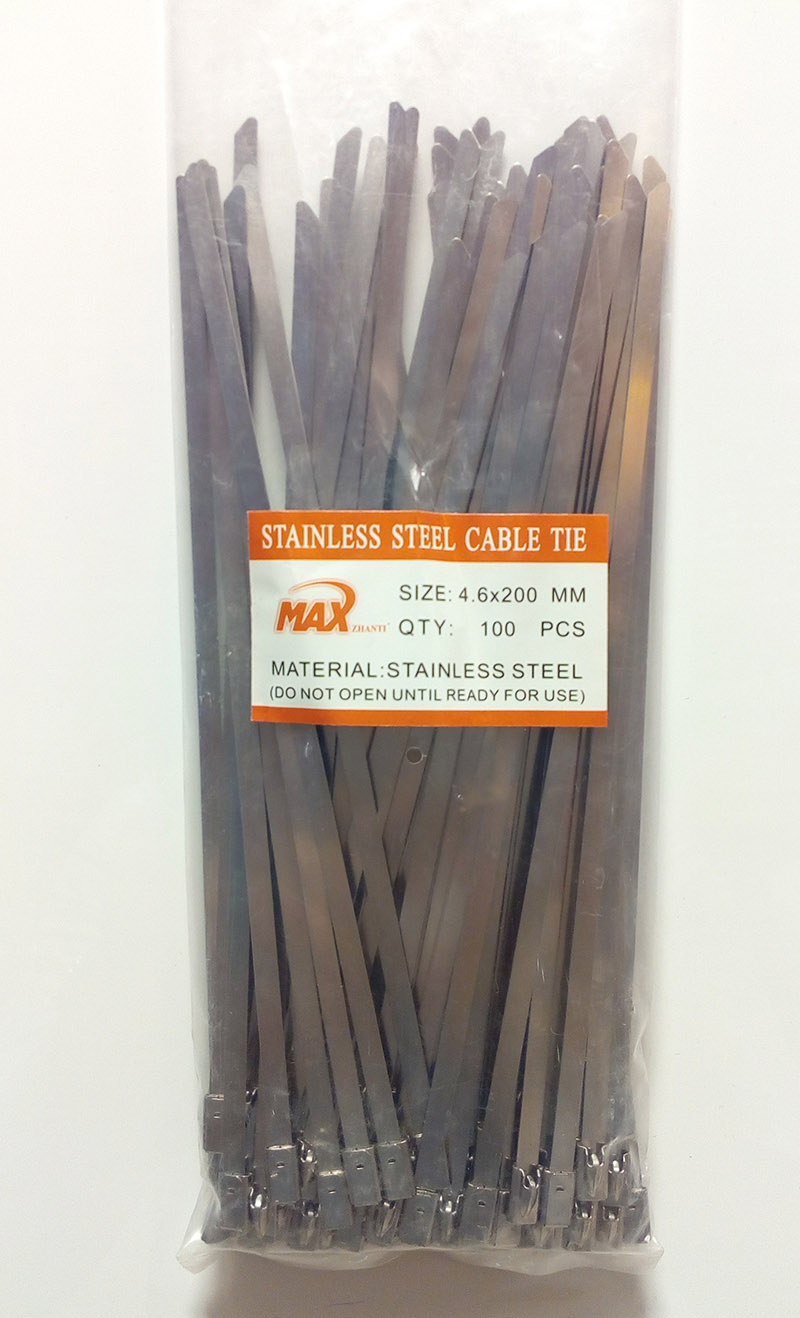 STAINLESS STEEL CABLE TIE
MAX ZHANTI
SIZE: 4.6x200 MM
QTY: 100 PCS
MATERIAL:STAINLESS STEEL
(DO NOT OPEN UNTIL READY FOR USE)